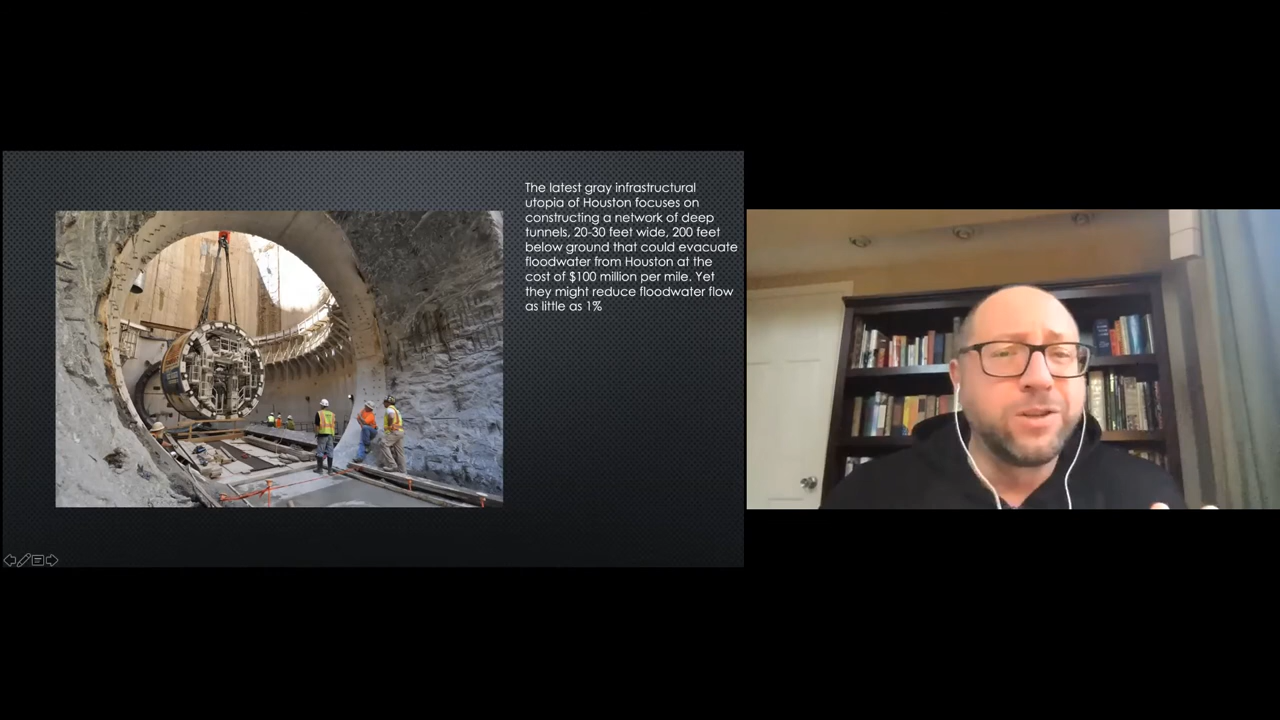 The latest gray infrastructural
utopia of Houston focuses on
constructing a network of deep
tunnels, 20-30 feet wide, 200 feet
below ground that could evacuate
floodwater from Houston at the
cost of $100 million per mile. Yet
they might reduce floodwater flow
as little as 1%